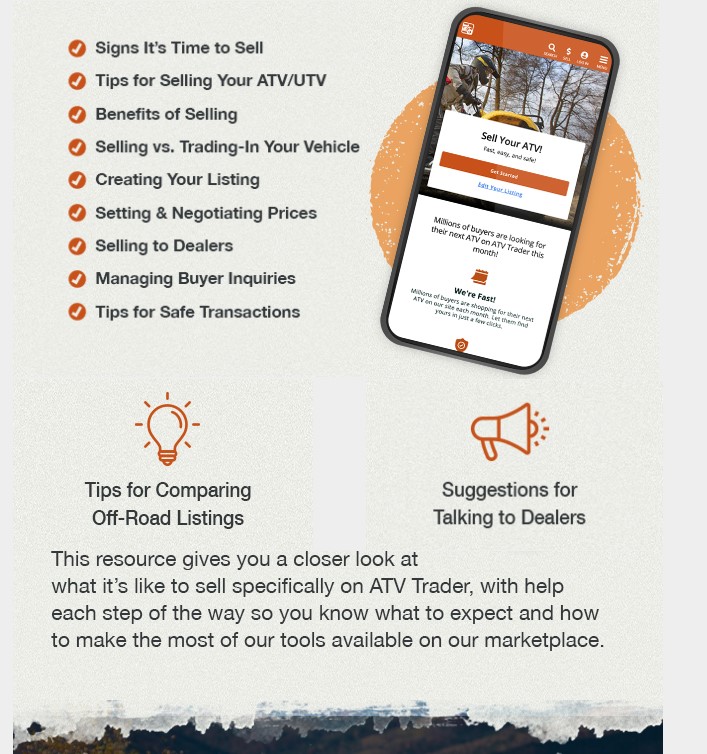 Signs It's Time to Sell
Tips for Selling Your ATV/UTV
Benefits of Selling
Selling vs. Trading-In Your Vehicle
Creating Your Listing
Setting & Negotiating Prices
Selling to Dealers
Managing Buyer Inquiries
Tips for Safe Transactions
SEARCH
SELL
LOG IN
MENU
Sell Your ATV!
Fast, easy, and safe!
Get Started
Edit Your Listing
Millions of buyers are looking for
their next ATV on ATV Trader this
month!
We're Fast!
Millions of buyers are shopping for their next
ATV on our site each month. Let them find
yours in just a few clicks.
Tips for Comparing
Off-Road Listings
Suggestions for
Talking to Dealers
This resource gives you a closer look at
what it's like to sell specifically on ATV Trader, with help
each step of the way so you know what to expect and how
to make the most of our tools available on our marketplace.